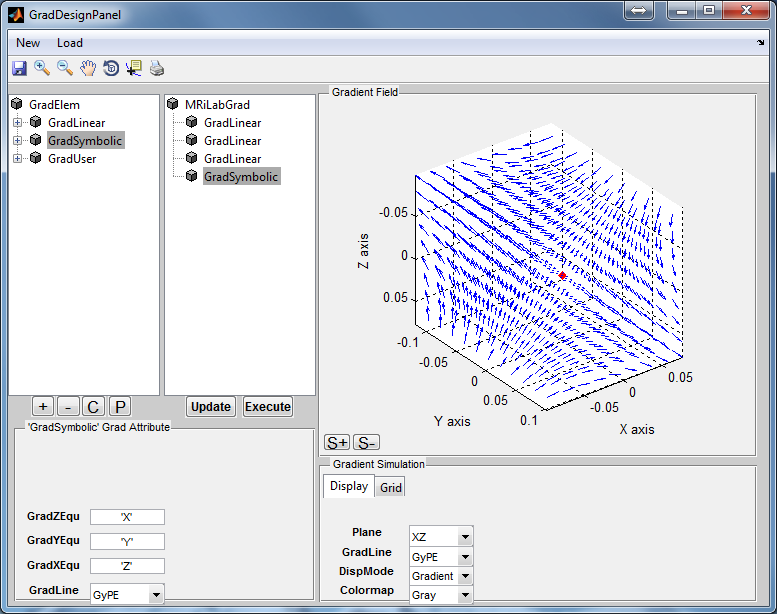 GradDesignPanel
New Load
GradElem
GradLinear
GradSymbolic
GradUser
MRiLabGrad
GradLinear
GradLinear
GradLinear
GradSymbolic
+ - C P
Update Execute
'GradSymbolic' Grad Attribute
GradZEqu 'X'
GradYEqu 'Y'
GradXEqu 'Z'
GradLine GyPE
Gradient Field
Z axis
-0.05
0
0.05
-0.1
-0.05
0
0.05
0.1
Y axis
-0.05
0
0.05
X axis
S+ S-
Gradient Simulation
Display Grid
Plane XZ
GradLine GyPE
DispMode Gradient
Colormap Gray